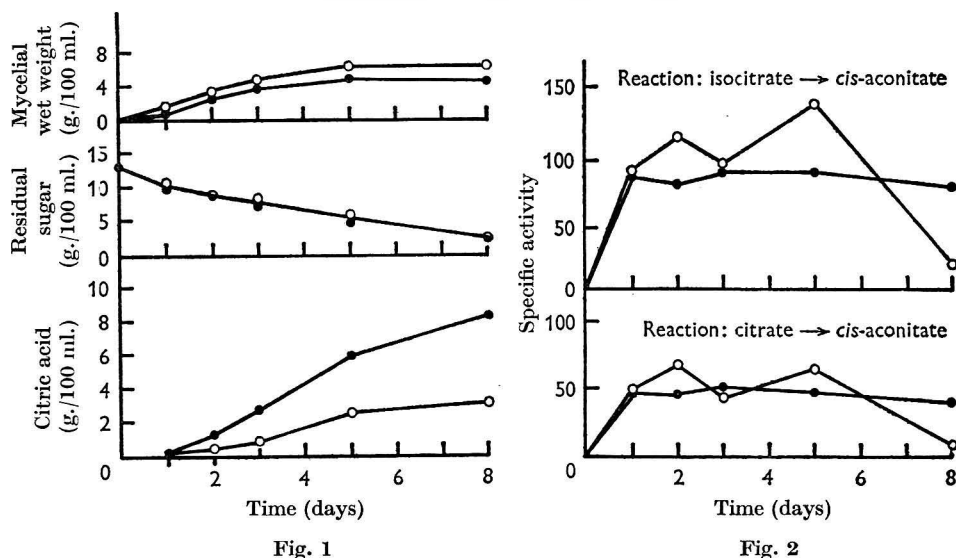 Mycelial
wet weight
(g./100 ml.)
8
4
0
Residual
sugar
(g./100 ml.)
15
10
5
0
Citric acid
(g./100 ml.)
10
8
6
4
2
0
2 4 6 8
Time (days)
Fig. 1
Specific activity
Reaction: isocitrate → cis-aconitate
150
100
50
0
Reaction: citrate → cis-aconitate
100
50
0
2 4 6 8
Time (days)
Fig. 2